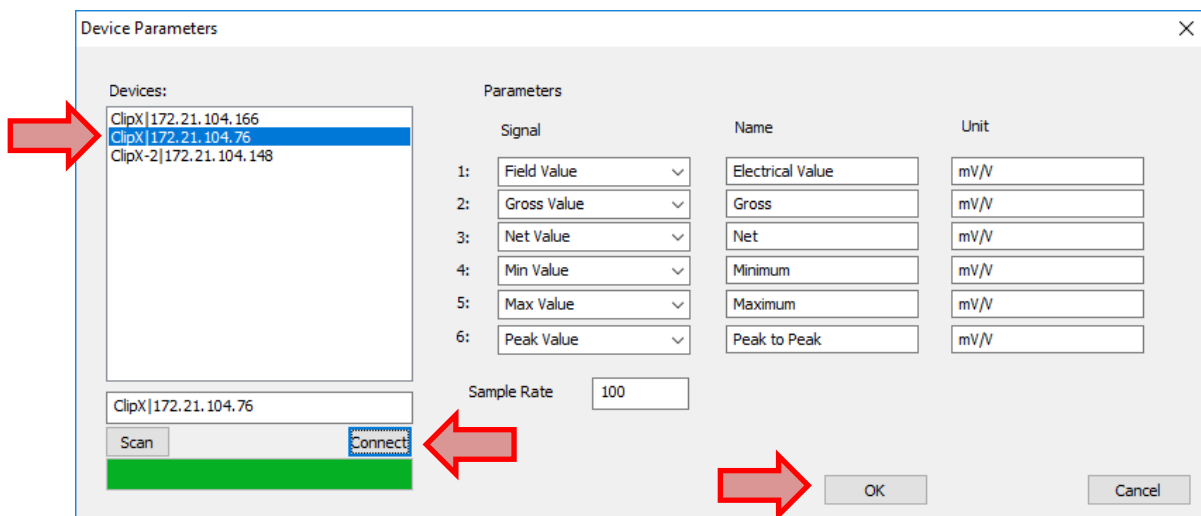 Device Parameters
Devices:
ClipX|172.21.104.166
ClipX|172.21.104.76
ClipX-2|172.21.104.148
ClipX|172.21.104.76
Scan
Connect
Parameters
Signal
Name
Unit
1:
Field Value
Electrical Value
mV/V
2:
Gross Value
Gross
mV/V
3:
Net Value
Net
mV/V
4:
Min Value
Minimum
mV/V
5:
Max Value
Maximum
mV/V
6:
Peak Value
Peak to Peak
mV/V
Sample Rate
100
OK
Cancel